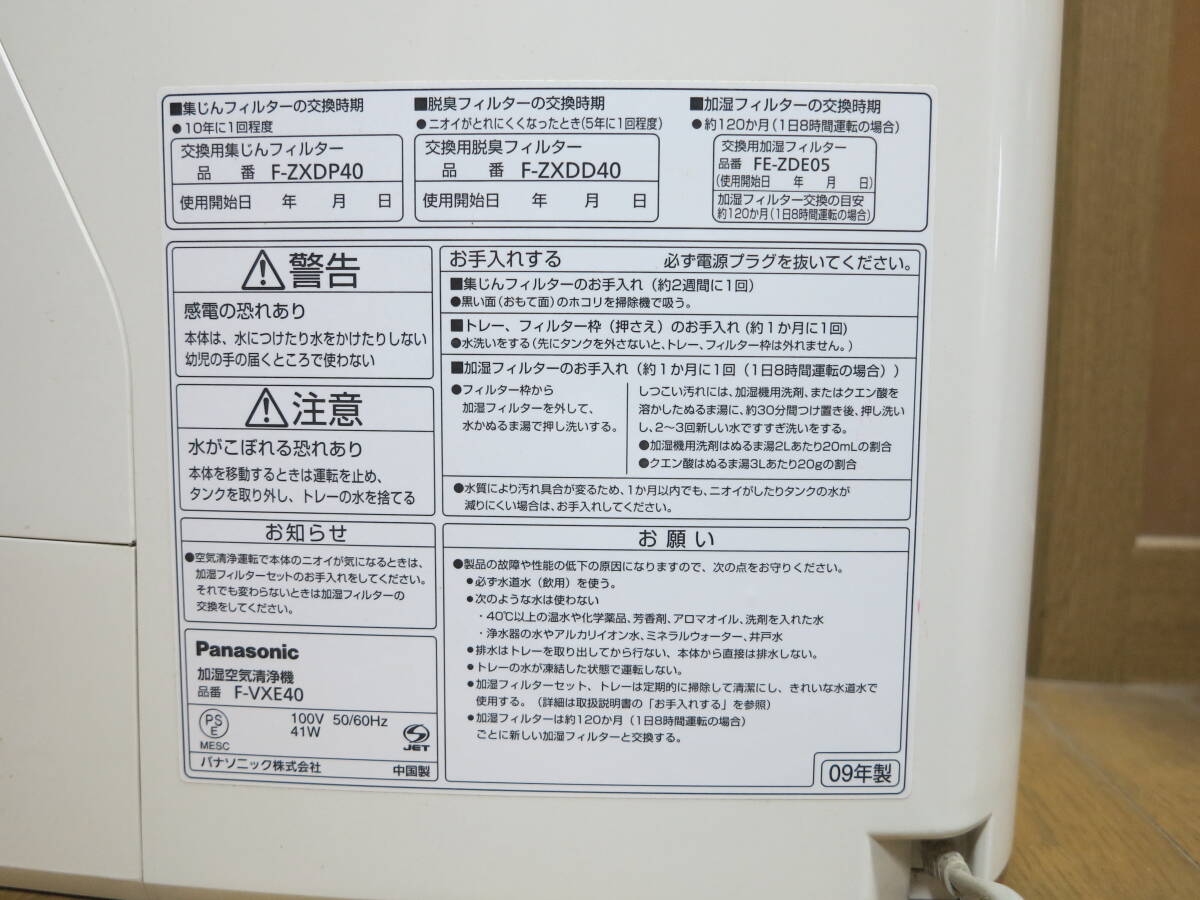 ■集じんフィルターの交換時期
●10年に1回程度
交換用集じんフィルター
品 番 F-ZXDP40
使用開始日 年 月 日
■脱臭フィルターの交換時期
●ニオイがとれにくくなったとき(5年に1回程度)
交換用脱臭フィルター
品 番 F-ZXDD40
使用開始日 年 月 日
■加湿フィルターの交換時期
●約120か月(1日8時間運転の場合)
交換用加湿フィルター
品番 FE-ZDE05
(使用開始日 年 月 日)
加湿フィルター交換の目安
約120か月(1日8時間運転の場合)
⚠警告
感電の恐れあり
本体は、水につけたり水をかけたりしない
幼児の手の届くところで使わない
⚠注意
水がこぼれる恐れあり
本体を移動するときは運転を止め、
タンクを取り外し、トレーの水を捨てる
お知らせ
●空気清浄運転で本体のニオイが気になるときは、
加湿フィルターセットのお手入れをしてください。
それでも変わらないときは加湿フィルターの
交換をしてください。
Panasonic
加湿空気清浄機
品番 F-VXE40
PS
E
MESC
100V 50/60Hz
41W
JET
パナソニック株式会社 中国製
お手入れする 必ず電源プラグを抜いてください。
■集じんフィルターのお手入れ(約2週間に1回)
●黒い面(おもて面)のホコリを掃除機で吸う。
■トレー、フィルター枠(押さえ)のお手入れ(約1か月に1回)
●水洗いをする(先にタンクを外さないと、トレー、フィルター枠は外れません。)
■加湿フィルターのお手入れ(約1か月に1回(1日8時間運転の場合))
●フィルター枠から
加湿フィルターを外して、
水かぬるま湯で押し洗いする。
しつこい汚れには、加湿機用洗剤、またはクエン酸を
溶かしたぬるま湯に、約30分間つけ置き後、押し洗い
し、2〜3回新しい水ですすぎ洗いをする。
●加湿機用洗剤はぬるま湯2Lあたり20mLの割合
●クエン酸はぬるま湯3Lあたり20gの割合
●水質により汚れ具合が変るため、1か月以内でも、ニオイがしたりタンクの水が
減りにくい場合は、お手入れしてください。
お願い
●製品の故障や性能の低下の原因になりますので、次の点をお守りください。
●必ず水道水(飲用)を使う。
●次のような水は使わない
・40℃以上の温水や化学薬品、芳香剤、アロマオイル、洗剤を入れた水
・浄水器の水やアルカリイオン水、ミネラルウォーター、井戸水
●排水はトレーを取り出してから行ない、本体から直接は排水しない。
●トレーの水が凍結した状態で運転しない。
●加湿フィルターセット、トレーは定期的に掃除して清潔にし、きれいな水道水で
使用する。(詳細は取扱説明書の「お手入れする」を参照)
●加湿フィルターは約120か月(1日8時間運転の場合)
ごとに新しい加湿フィルターと交換する。
09年製